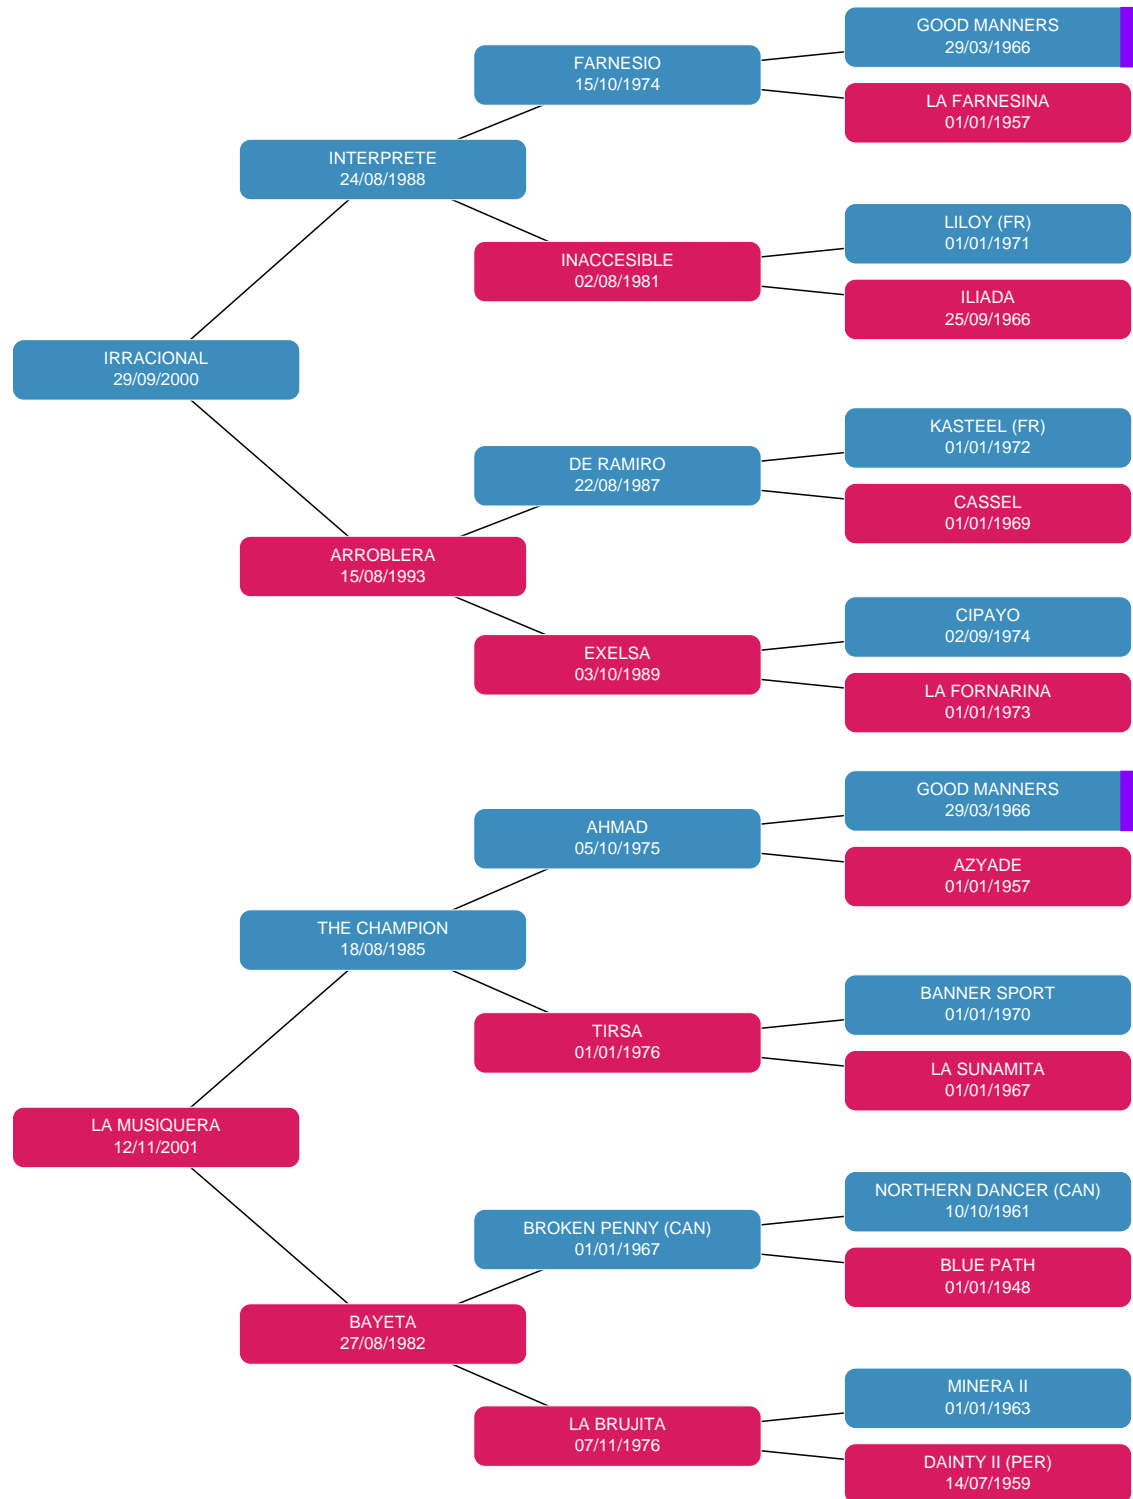 GOOD MANNERS
29/03/1966
FARNESIO
15/10/1974
LA FARNESINA
01/01/1957
INTERPRETE
24/08/1988
LILOY (FR)
01/01/1971
INACCESIBLE
02/08/1981
ILIADA
25/09/1966
IRRACIONAL
29/09/2000
KASTEEL (FR)
01/01/1972
DE RAMIRO
22/08/1987
CASSEL
01/01/1969
ARROBLERA
15/08/1993
CIPAYO
02/09/1974
EXELSA
03/10/1989
LA FORNARINA
01/01/1973
GOOD MANNERS
29/03/1966
AHMAD
05/10/1975
AZYADE
01/01/1957
THE CHAMPION
18/08/1985
BANNER SPORT
01/01/1970
TIRSA
01/01/1976
LA SUNAMITA
01/01/1967
LA MUSIQUERA
12/11/2001
NORTHERN DANCER (CAN)
10/10/1961
BROKEN PENNY (CAN)
01/01/1967
BLUE PATH
01/01/1948
BAYETA
27/08/1982
MINERA II
01/01/1963
LA BRUJITA
07/11/1976
DAINTY II (PER)
14/07/1959